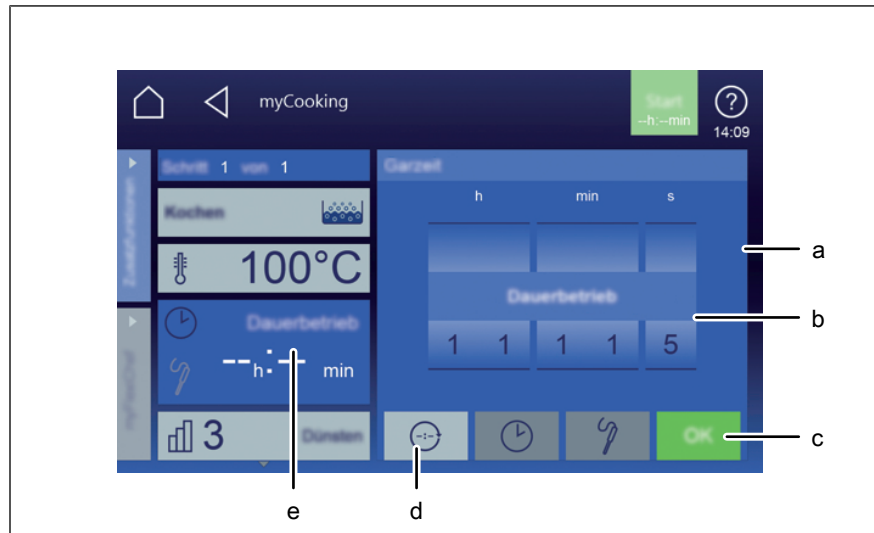 myCooking
Start
--h:--min
14:09
Zusatzfunktionen
Schritt 1 von 1
Kochen
100°C
Dauerbetrieb
--h:-- min
3 Dünsten
Garzeit
h min s
Dauerbetrieb
1 1 1 1 5
OK
a
b
c
d
e